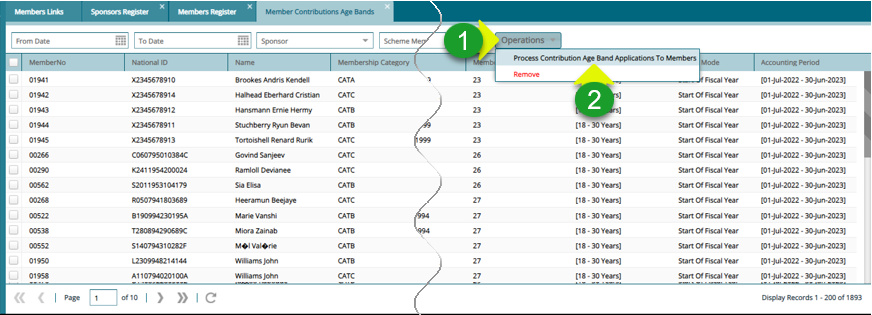 Members Links Sponsors Register Members Register Member Contributions Age Bands
From Date To Date Sponsor Scheme Mem 1 Operations
MemberNo National ID Name Membership Category Memb Mode Accounting Period
Process Contribution Age Band Applications To Members
Remove
2
01941 X2345678910 Brookes Andris Kendell CATA 23 Start Of Fiscal Year [01-Jul-2022 - 30-Jun-2023]
01942 X2345678914 Halhead Eberhard Cristian CATC 23 Start Of Fiscal Year [01-Jul-2022 - 30-Jun-2023]
01943 X2345678912 Hansmann Ernie Hermy CATB 23 [18 - 30 Years] Start Of Fiscal Year [01-Jul-2022 - 30-Jun-2023]
01944 X2345678911 Stuchberry Ryun Bevan CATB 999 23 [18 - 30 Years] Start Of Fiscal Year [01-Jul-2022 - 30-Jun-2023]
01945 X2345678913 Tortoishell Renard Rurik CATC 1999 23 [18 - 30 Years] Start Of Fiscal Year [01-Jul-2022 - 30-Jun-2023]
00266 C060795010384C Govind Sanjeev CATC 26 [18 - 30 Years] Start Of Fiscal Year [01-Jul-2022 - 30-Jun-2023]
00290 K24119542000024 Ramloll Devianee CATC 26 [18 - 30 Years] Start Of Fiscal Year [01-Jul-2022 - 30-Jun-2023]
00562 S2011953104179 Sia Elisa CATB 26 [18 - 30 Years] Start Of Fiscal Year [01-Jul-2022 - 30-Jun-2023]
00268 R0507941803689 Heeramun Beejaye CATC 27 [18 - 30 Years] Start Of Fiscal Year [01-Jul-2022 - 30-Jun-2023]
00522 B190994230195A Marie Vanshi CATB 994 27 [18 - 30 Years] Start Of Fiscal Year [01-Jul-2022 - 30-Jun-2023]
00538 T280894290689C Miora Zainab CATB 994 27 [18 - 30 Years] Start Of Fiscal Year [01-Jul-2022 - 30-Jun-2023]
00552 S140794310282F M�l Val�rie CATB 27 [18 - 30 Years] Start Of Fiscal Year [01-Jul-2022 - 30-Jun-2023]
01950 L2309948214144 Williams John CATB 27 [18 - 30 Years] Start Of Fiscal Year [01-Jul-2022 - 30-Jun-2023]
01958 A110794020100A Williams John CATC 27 [18 - 30 Years] Start Of Fiscal Year [01-Jul-2022 - 30-Jun-2023]
Page 1 of 10 Display Records 1 - 200 of 1893